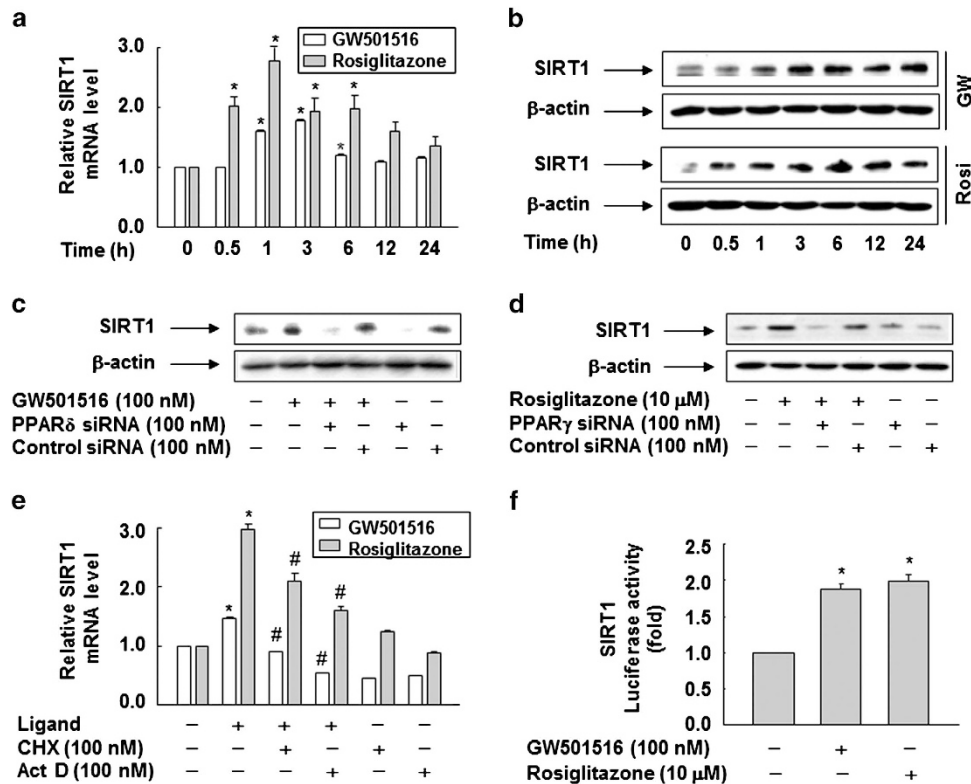 a
3.0
2.0
1.0
0.0
Relative SIRT1
mRNA level
GW501516
Rosiglitazone
* * * * * * *
Time (h) 0 0.5 1 3 6 12 24
b
SIRT1
β-actin
GW
SIRT1
β-actin
Rosi
Time (h) 0 0.5 1 3 6 12 24
c
SIRT1
β-actin
GW501516 (100 nM) – + + + – –
PPARδ siRNA (100 nM) – – + – + –
Control siRNA (100 nM) – – – + – +
d
SIRT1
β-actin
Rosiglitazone (10 μM) – + + + – –
PPARγ siRNA (100 nM) – – + – + –
Control siRNA (100 nM) – – – + – +
e
3.0
2.0
1.0
0.0
Relative SIRT1
mRNA level
GW501516
Rosiglitazone
* * # # # #
Ligand – + + + – –
CHX (100 nM) – – + – + –
Act D (100 nM) – – – + – +
f
2.5
2.0
1.5
1.0
0.5
0.0
SIRT1
Luciferase activity
(fold)
* *
GW501516 (100 nM) – + –
Rosiglitazone (10 μM) – – +